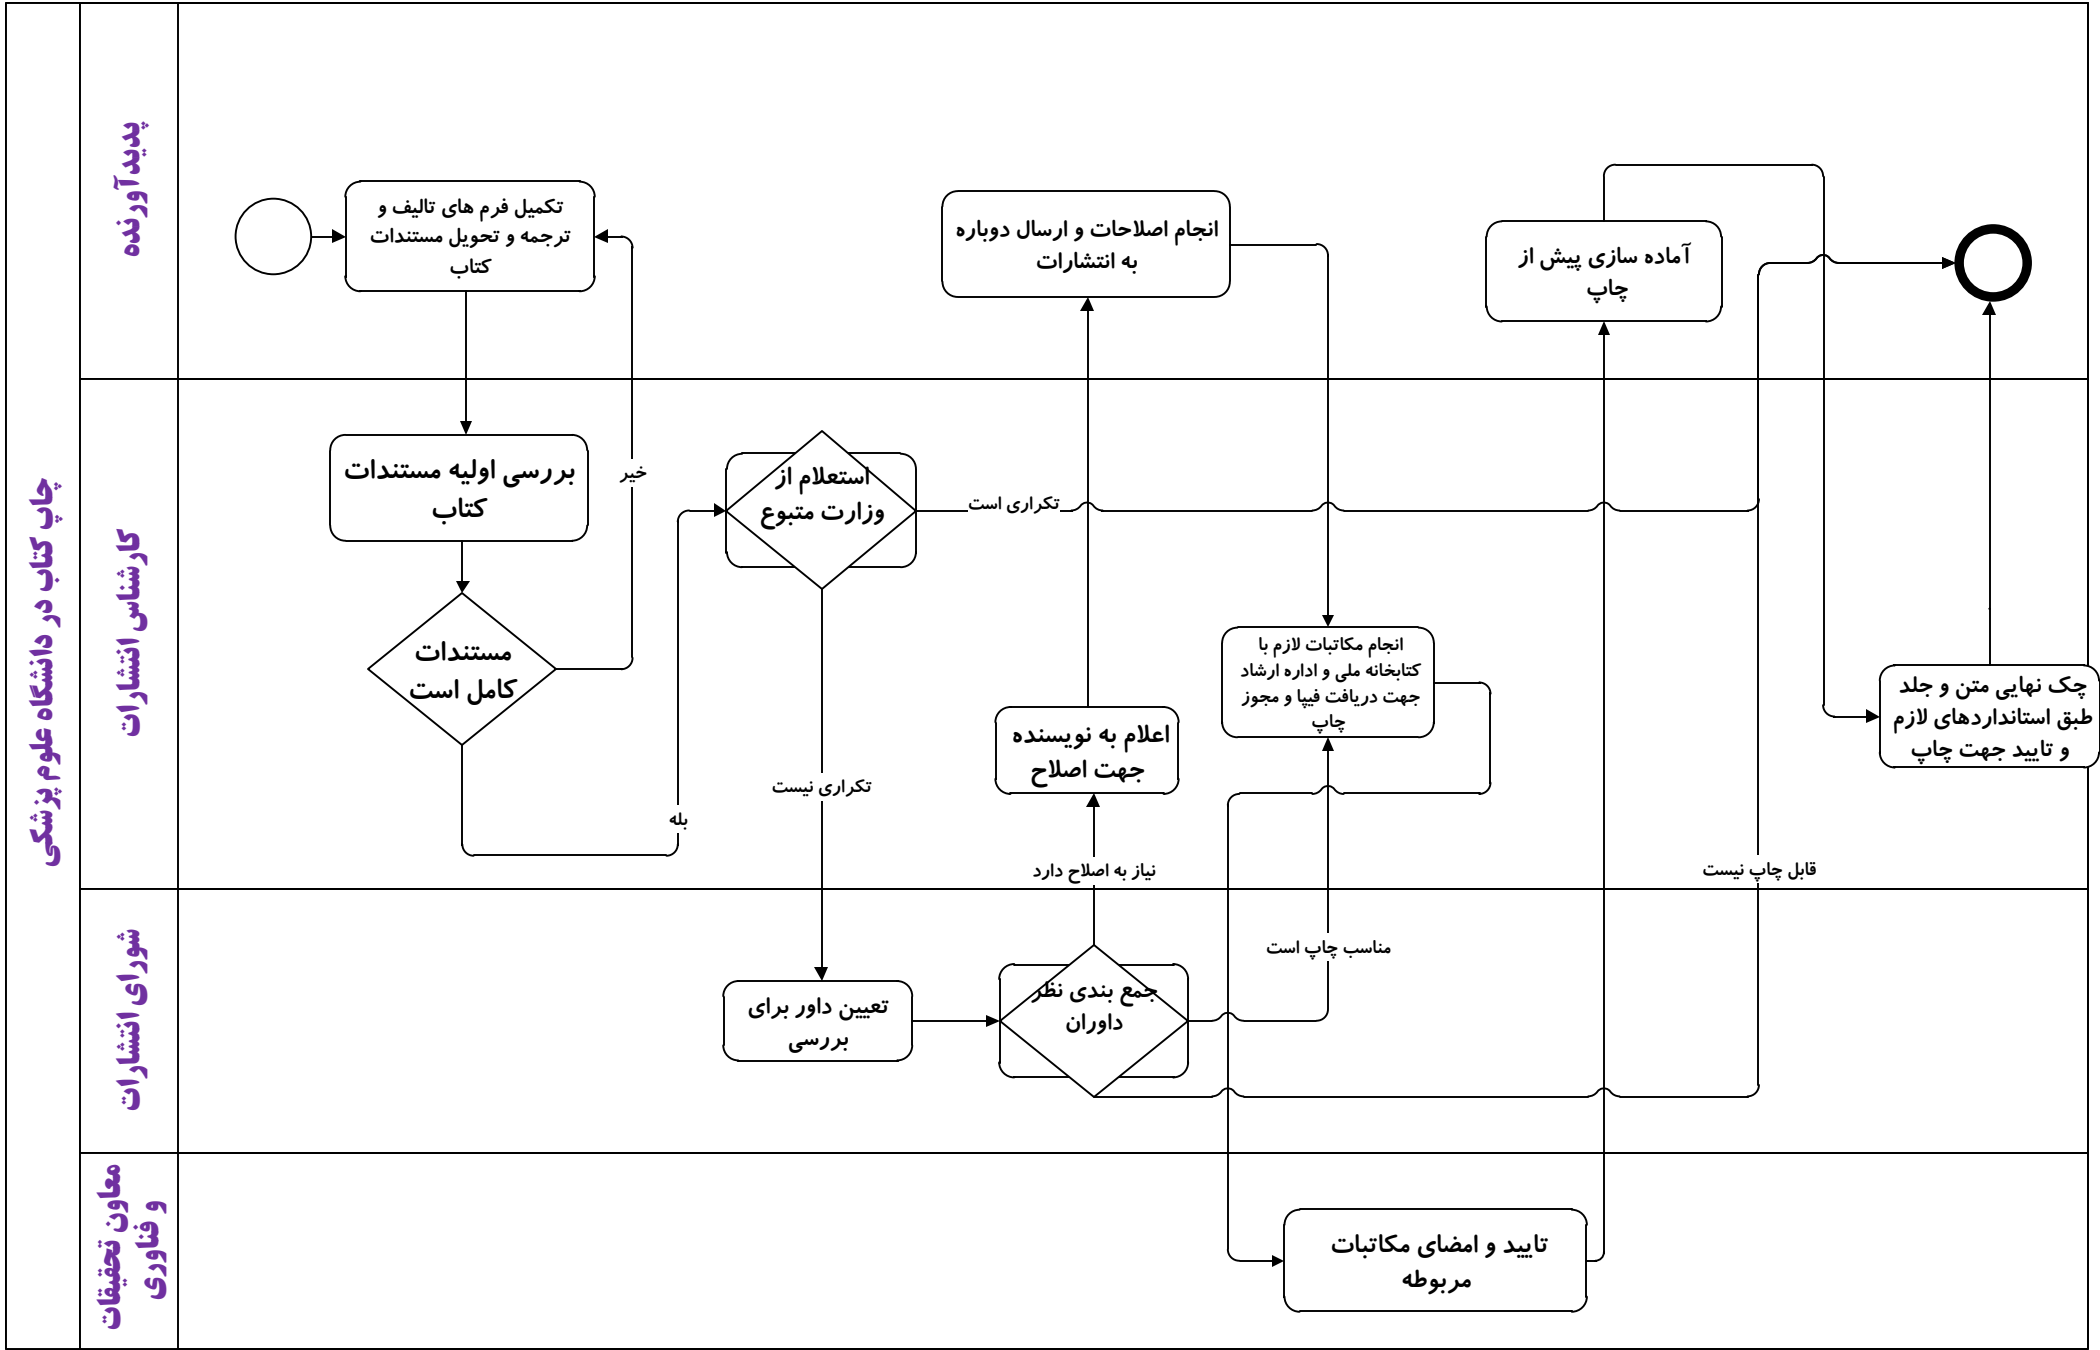 چاپ کتاب در دانشگاه علوم پزشکی
پدیدآورنده
تکمیل فرم های تالیف و
ترجمه و تحویل مستندات
کتاب
انجام اصلاحات و ارسال دوباره
به انتشارات
آماده سازی پیش از
چاپ
کارشناس انتشارات
بررسی اولیه مستندات
کتاب
خیر
استعلام از
وزارت متبوع
تکراری است
مستندات
کامل است
بله
تکراری نیست
اعلام به نویسنده
جهت اصلاح
انجام مکاتبات لازم با
کتابخانه ملی و اداره ارشاد
جهت دریافت فیپا و مجوز
چاپ
چک نهایی متن و جلد
طبق استانداردهای لازم
و تایید جهت چاپ
نیاز به اصلاح دارد
قابل چاپ نیست
شورای انتشارات
مناسب چاپ است
تعیین داور برای
بررسی
جمع بندی نظر
داوران
معاون تحقیقات
و فناوری
تایید و امضای مکاتبات
مربوطه